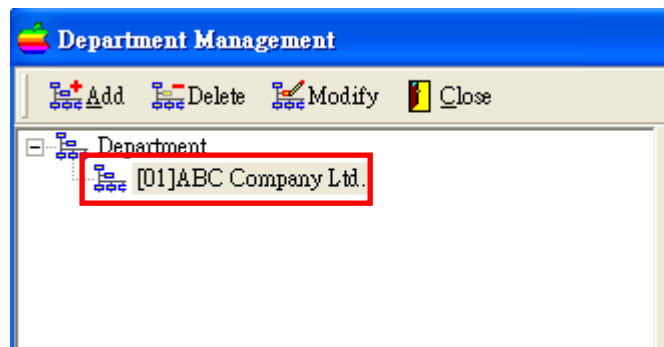 Department Management
Add Delete Modify Close
Department
[01]ABC Company Ltd.